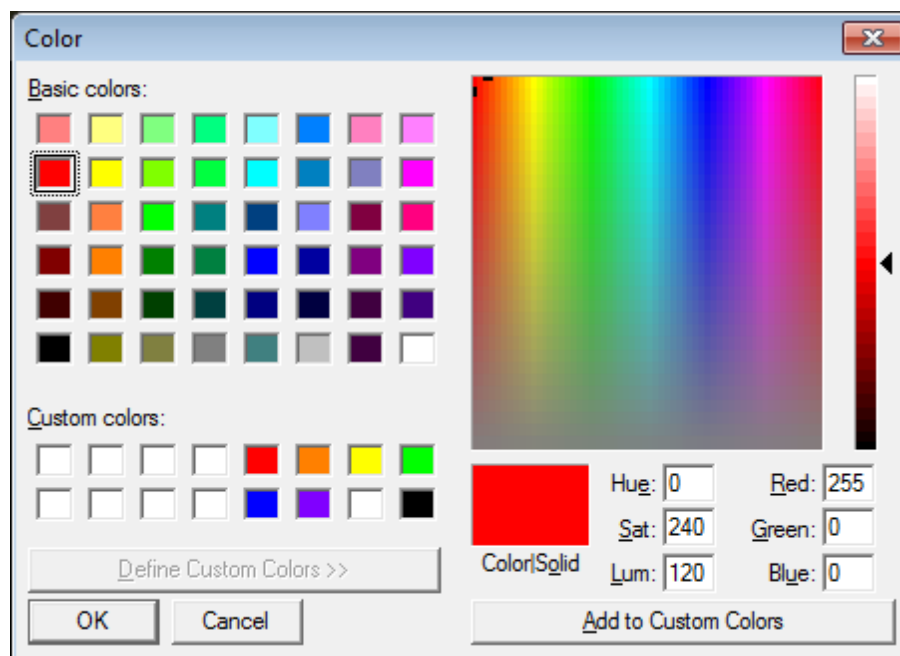 Color
Basic colors:
Custom colors:
Define Custom Colors >>
OK Cancel
Color|Solid
Hue: 0 Red: 255
Sat: 240 Green: 0
Lum: 120 Blue: 0
Add to Custom Colors